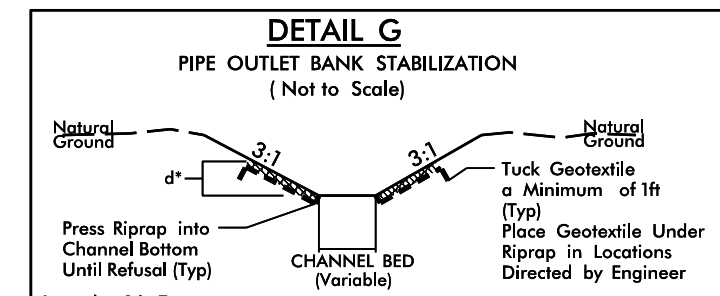 DETAIL G
PIPE OUTLET BANK STABILIZATION
( Not to Scale)
Natural
Ground
Natural
Ground
3:1
3:1
d*
Tuck Geotextile
a Minimum of 1ft
(Typ)
Place Geotextile Under
Riprap in Locations
Directed by Engineer
Press Riprap into
Channel Bottom
Until Refusal (Typ)
CHANNEL BED
(Variable)